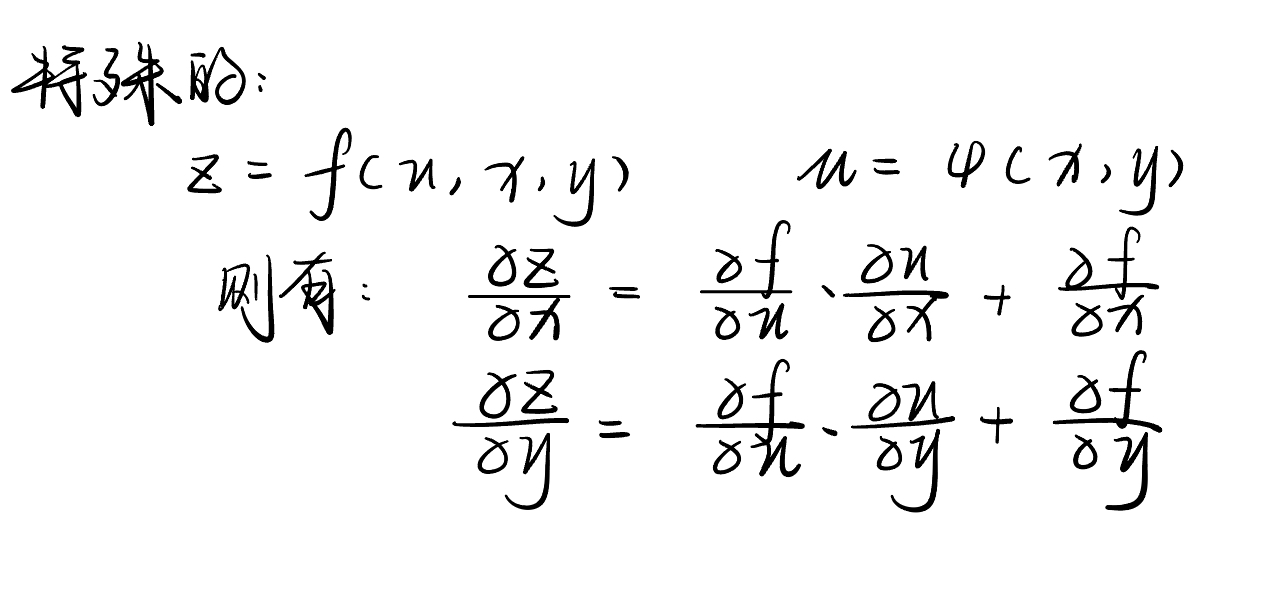 特殊的:
z = f(u, x, y) u = φ(x, y)
则有: ∂z/∂x = ∂f/∂u · ∂u/∂x + ∂f/∂x
∂z/∂y = ∂f/∂u · ∂u/∂y + ∂f/∂y